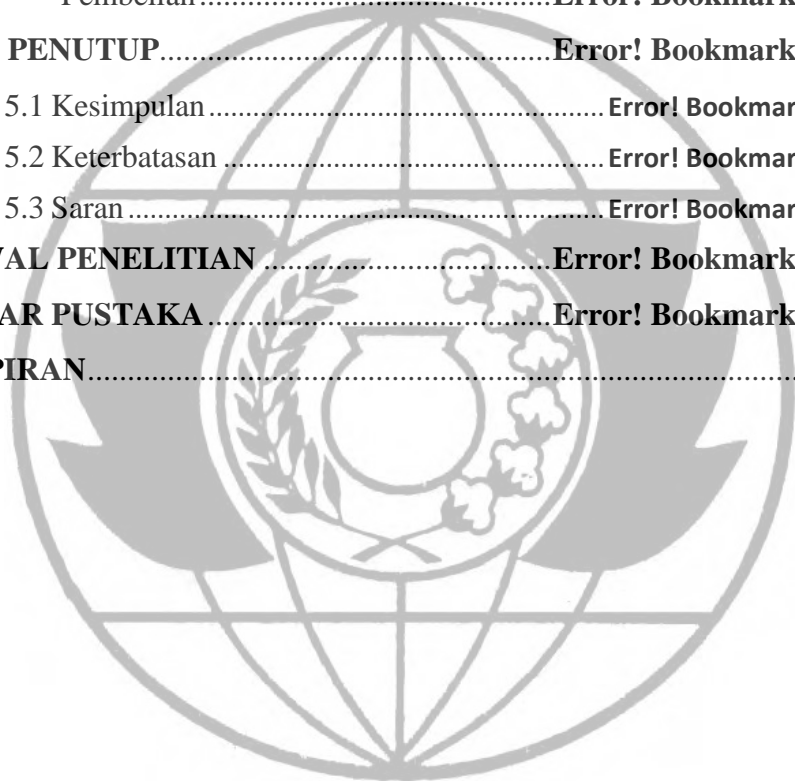 Pembelian..................................................Error! Bookmark
PENUTUP........................................................Error! Bookmark
5.1 Kesimpulan.........................................................Error! Bookmar
5.2 Keterbatasan.......................................................Error! Bookmar
5.3 Saran.....................................................................Error! Bookmar
VAL PENELITIAN.........................................Error! Bookmark
AR PUSTAKA.................................................Error! Bookmark
PIRAN.....................................................................................................